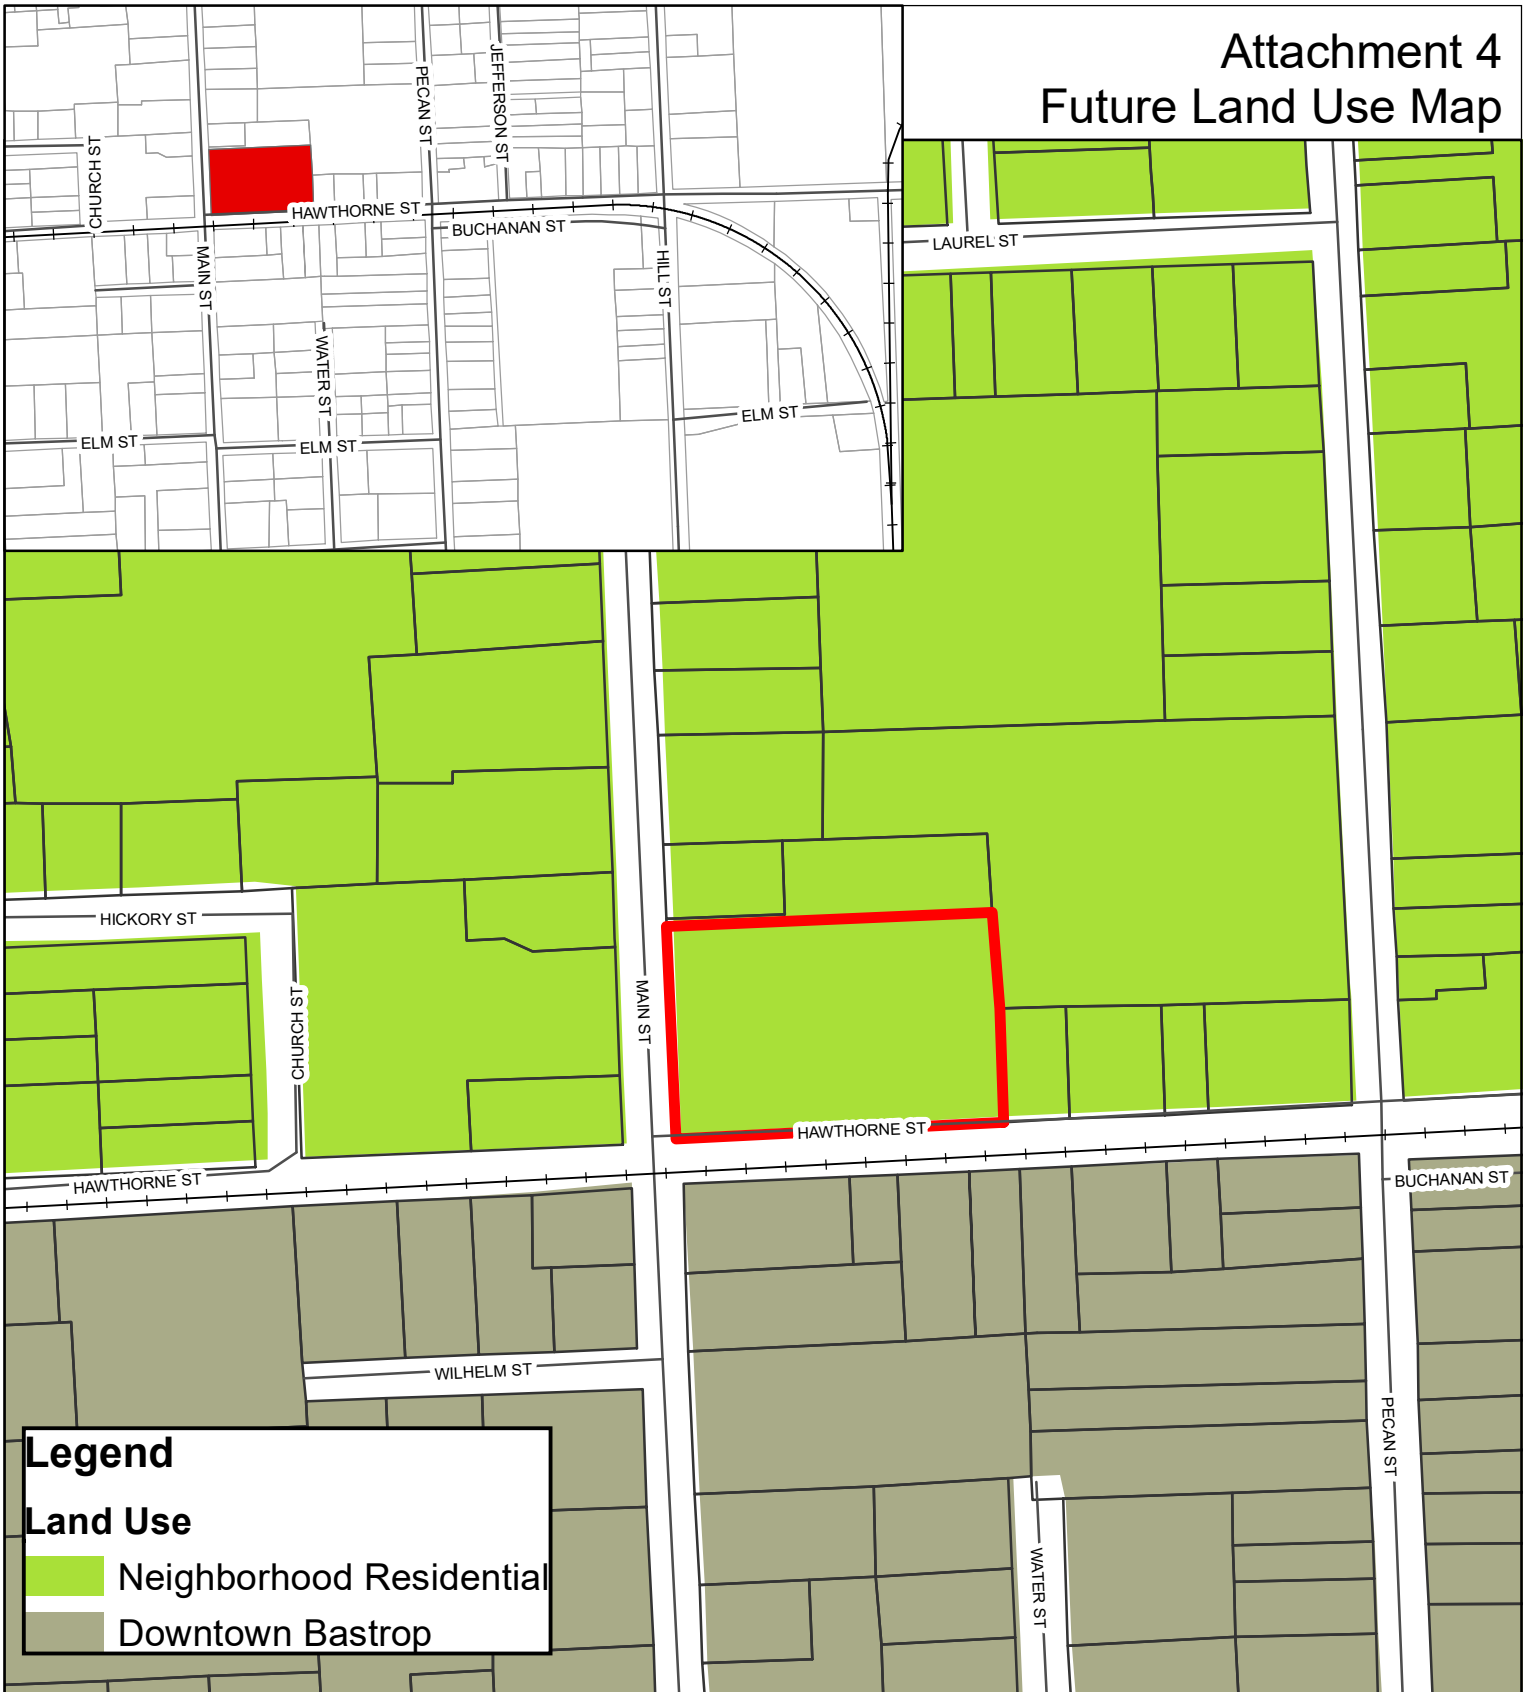 Attachment 4
Future Land Use Map
CHURCH ST
PECAN ST
JEFFERSON ST
HAWTHORNE ST
BUCHANAN ST
MAIN ST
HILL ST
WATER ST
ELM ST
ELM ST
ELM ST
LAUREL ST
HICKORY ST
CHURCH ST
MAIN ST
HAWTHORNE ST
HAWTHORNE ST
BUCHANAN ST
WILHELM ST
PECAN ST
WATER ST
Legend
Land Use
Neighborhood Residential
Downtown Bastrop